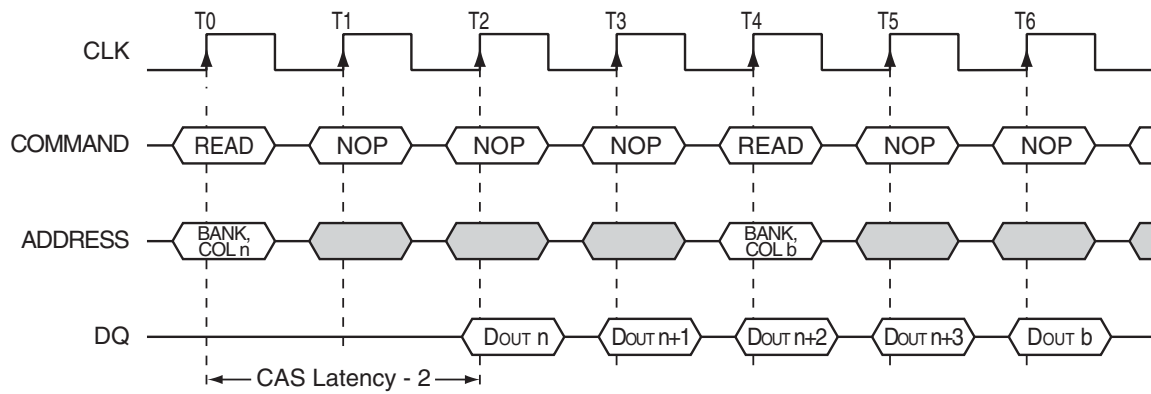 T0 T1 T2 T3 T4 T5 T6
CLK
COMMAND READ NOP NOP NOP READ NOP NOP
ADDRESS BANK, COL n BANK, COL b
DQ DOUT n DOUT n+1 DOUT n+2 DOUT n+3 DOUT b
CAS Latency - 2